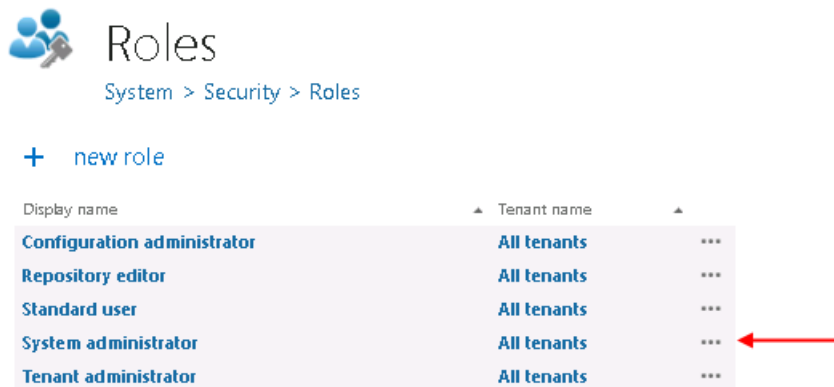 Roles
System > Security > Roles
+ new role
Display name Tenant name
Configuration administrator All tenants ...
Repository editor All tenants ...
Standard user All tenants ...
System administrator All tenants ...
Tenant administrator All tenants ...